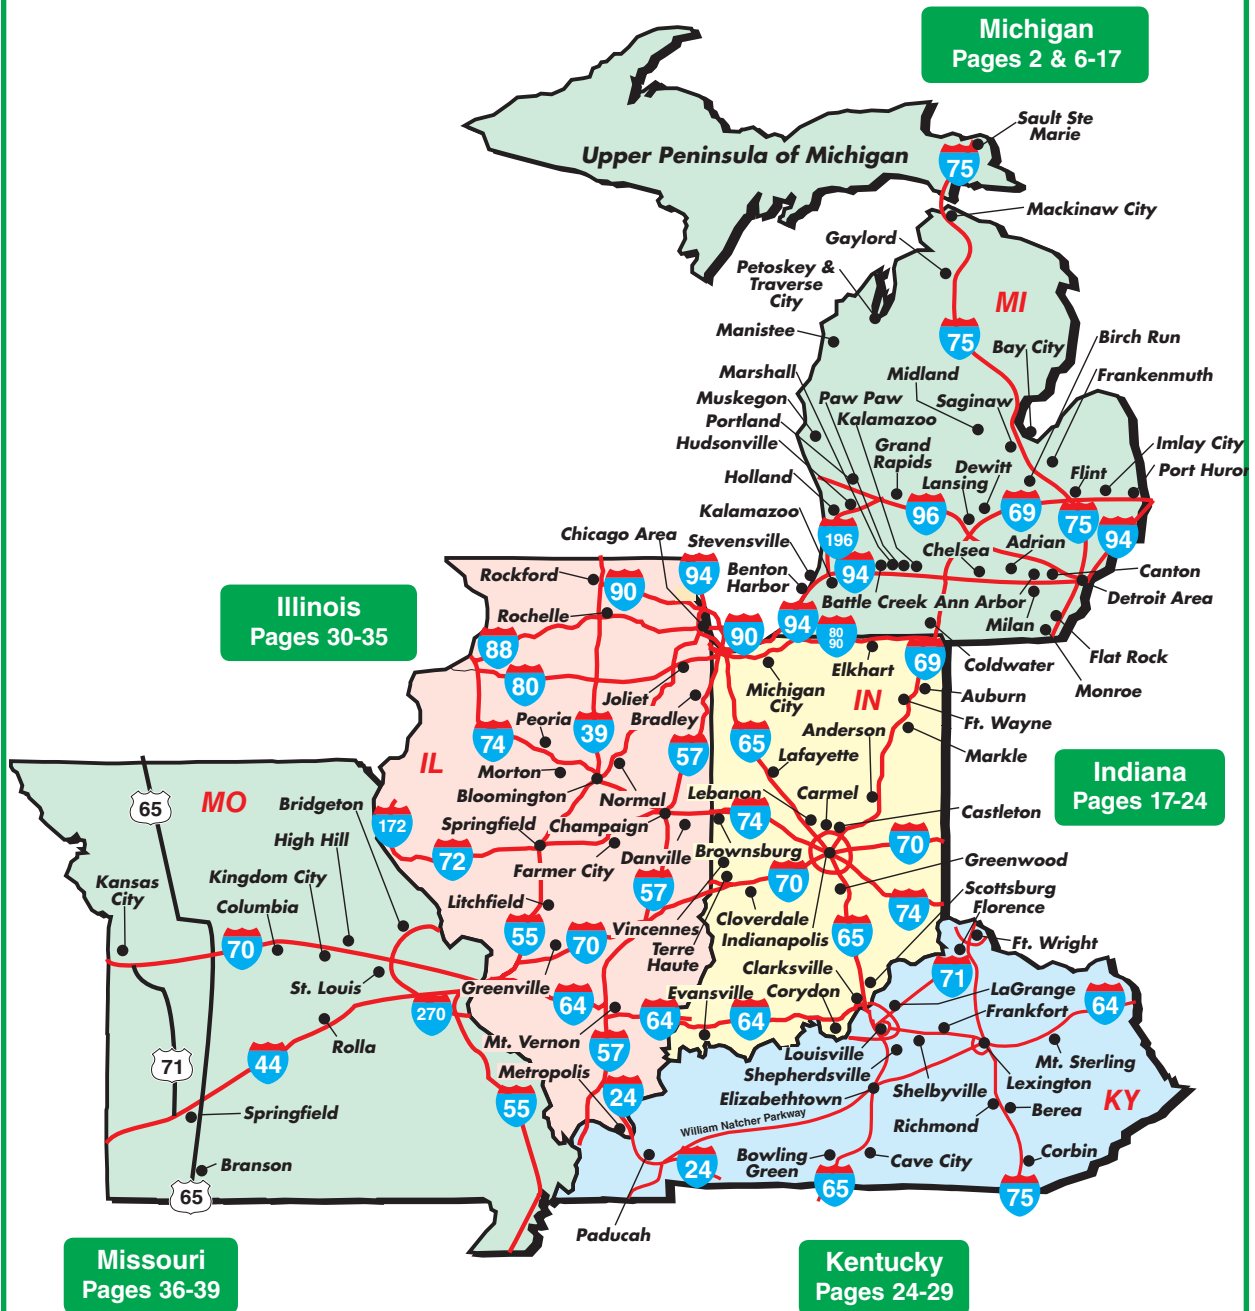 Michigan
Pages 2 & 6-17
Sault Ste
Marie
Upper Peninsula of Michigan
75
Mackinaw City
Gaylord
Petoskey &
Traverse
City
MI
Manistee
75
Bay City
Birch Run
Marshall
Midland
Frankenmuth
Muskegon
Paw Paw
Saginaw
Portland
Kalamazoo
Hudsonville
Grand
Rapids
Imlay City
Dewitt
Flint
Port Huron
Holland
Lansing
Kalamazoo
96
69
75
94
196
Chicago Area
Stevensville
Chelsea
Adrian
Rockford
94
Benton
Harbor
94
Canton
90
Battle Creek
Ann Arbor
Detroit Area
Illinois
Pages 30-35
Rochelle
94
Milan
90
80
90
88
Elkhart
69
Coldwater
Flat Rock
80
Joliet
Michigan
City
IN
Auburn
Monroe
Peoria
Bradley
Ft. Wayne
74
39
65
Anderson
57
Markle
IL
Morton
Lafayette
Indiana
Pages 17-24
Bloomington
Normal
Lebanon
Carmel
65
MO
Bridgeton
Castleton
172
Springfield
Champaign
74
High Hill
70
72
Danville
Brownsburg
Greenwood
Farmer City
Kansas
City
Kingdom City
57
70
Scottsburg
Columbia
Litchfield
Cloverdale
74
Florence
55
70
Vincennes
Indianapolis
65
Ft. Wright
70
Terre
Haute
Clarksville
71
St. Louis
Greenville
Evansville
Corydon
LaGrange
64
64
270
64
64
Frankfort
Rolla
Mt. Vernon
57
Louisville
Mt. Sterling
44
71
Metropolis
Shepherdsville
Lexington
55
24
Elizabethtown
Shelbyville
KY
Springfield
William Natcher Parkway
Richmond
Berea
Branson
24
Bowling
Green
Cave City
Corbin
65
65
75
Paducah
Missouri
Pages 36-39
Kentucky
Pages 24-29